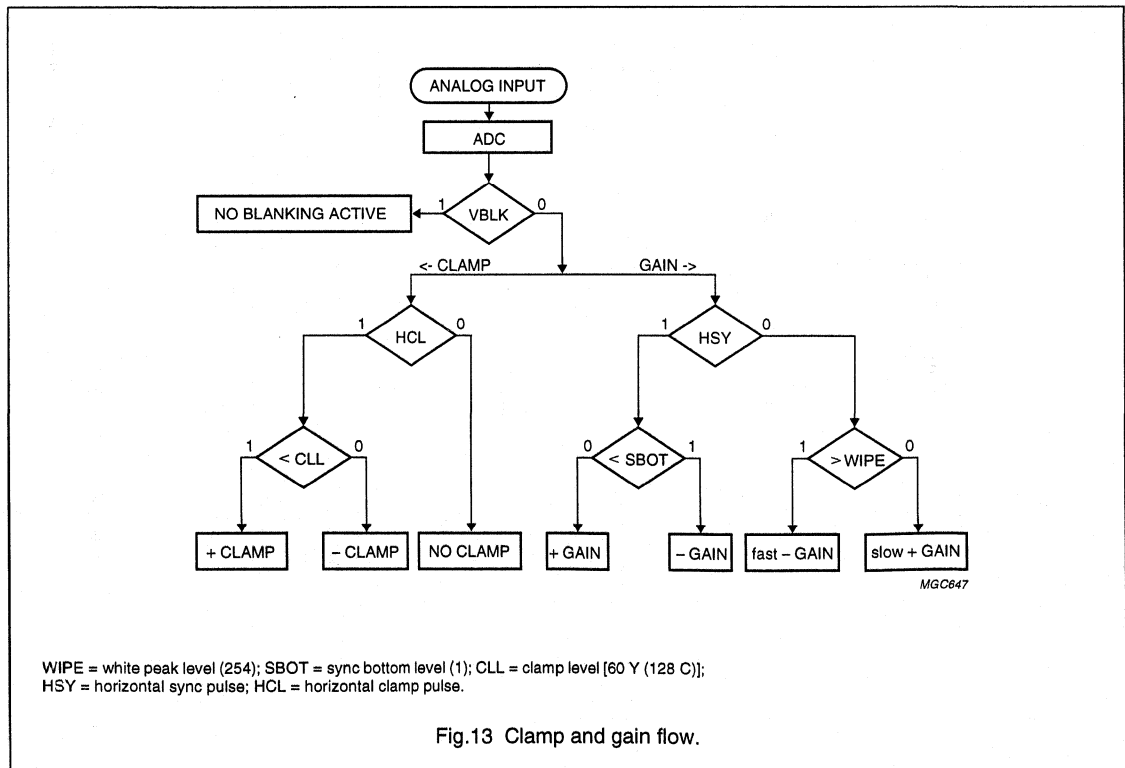 ANALOG INPUT
ADC
1 VBLK 0
NO BLANKING ACTIVE
<- CLAMP GAIN ->
1 HCL 0 1 HSY 0
1 < CLL 0 0 < SBOT 1 1 > WIPE 0
+ CLAMP – CLAMP NO CLAMP + GAIN – GAIN fast – GAIN slow + GAIN
MGC647
WIPE = white peak level (254); SBOT = sync bottom level (1); CLL = clamp level [60 Y (128 C)];
HSY = horizontal sync pulse; HCL = horizontal clamp pulse.
Fig.13 Clamp and gain flow.